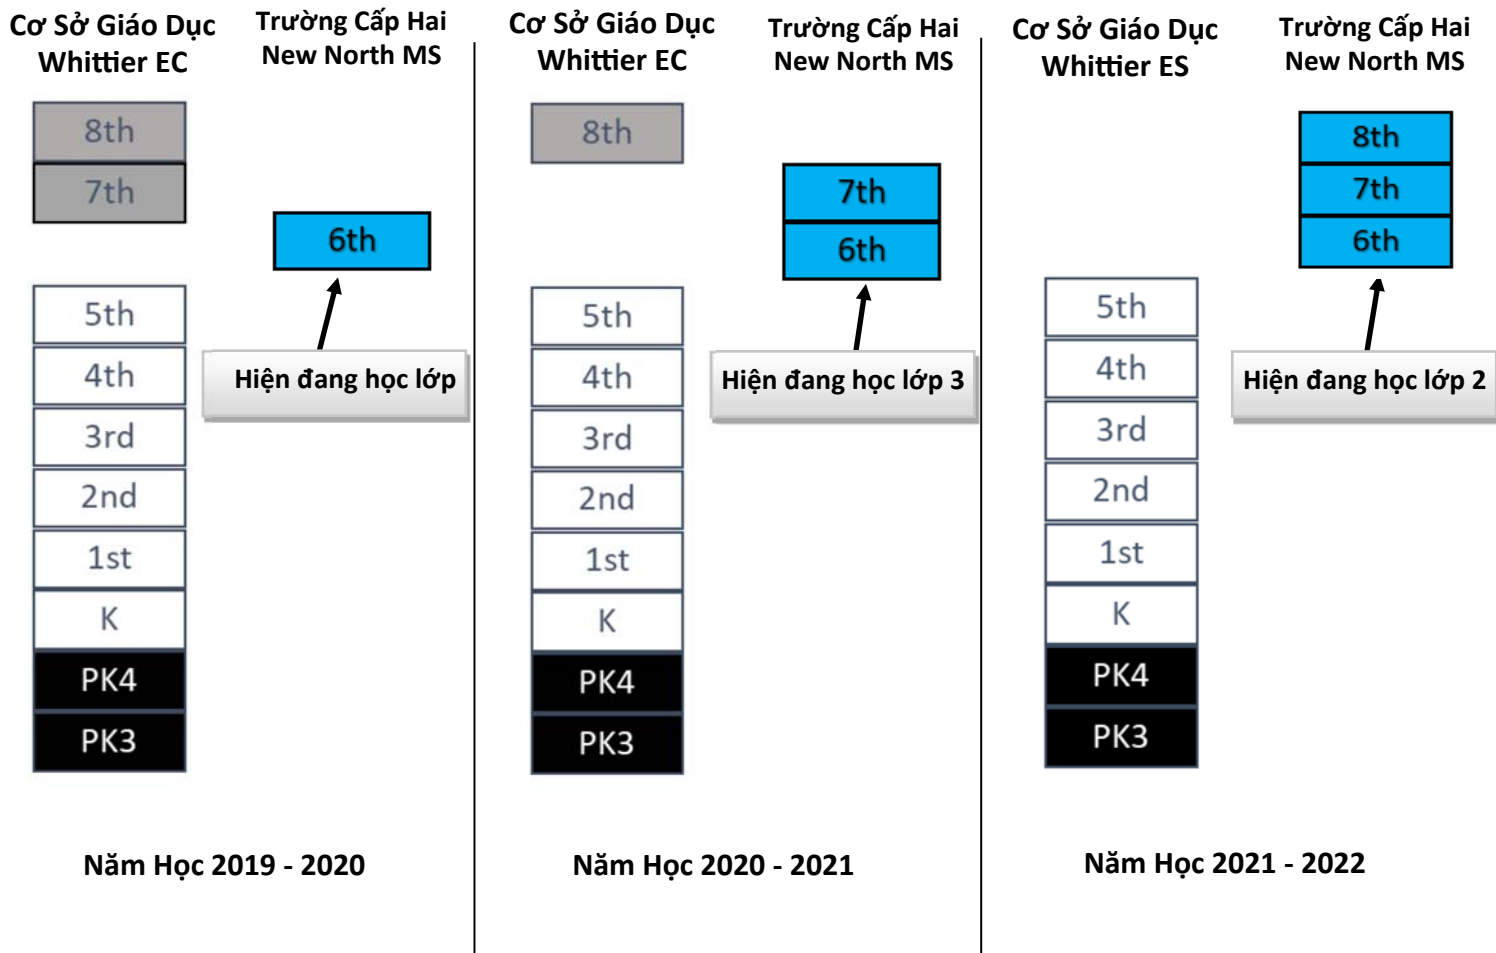 Cơ Sở Giáo Dục
Whittier EC
Trường Cấp Hai
New North MS
8th
7th
6th
5th
4th
3rd
2nd
1st
K
PK4
PK3
Hiện đang học lớp
Năm Học 2019 - 2020
Cơ Sở Giáo Dục
Whittier EC
Trường Cấp Hai
New North MS
8th
7th
6th
5th
4th
3rd
2nd
1st
K
PK4
PK3
Hiện đang học lớp 3
Năm Học 2020 - 2021
Cơ Sở Giáo Dục
Whittier ES
Trường Cấp Hai
New North MS
8th
7th
6th
5th
4th
3rd
2nd
1st
K
PK4
PK3
Hiện đang học lớp 2
Năm Học 2021 - 2022